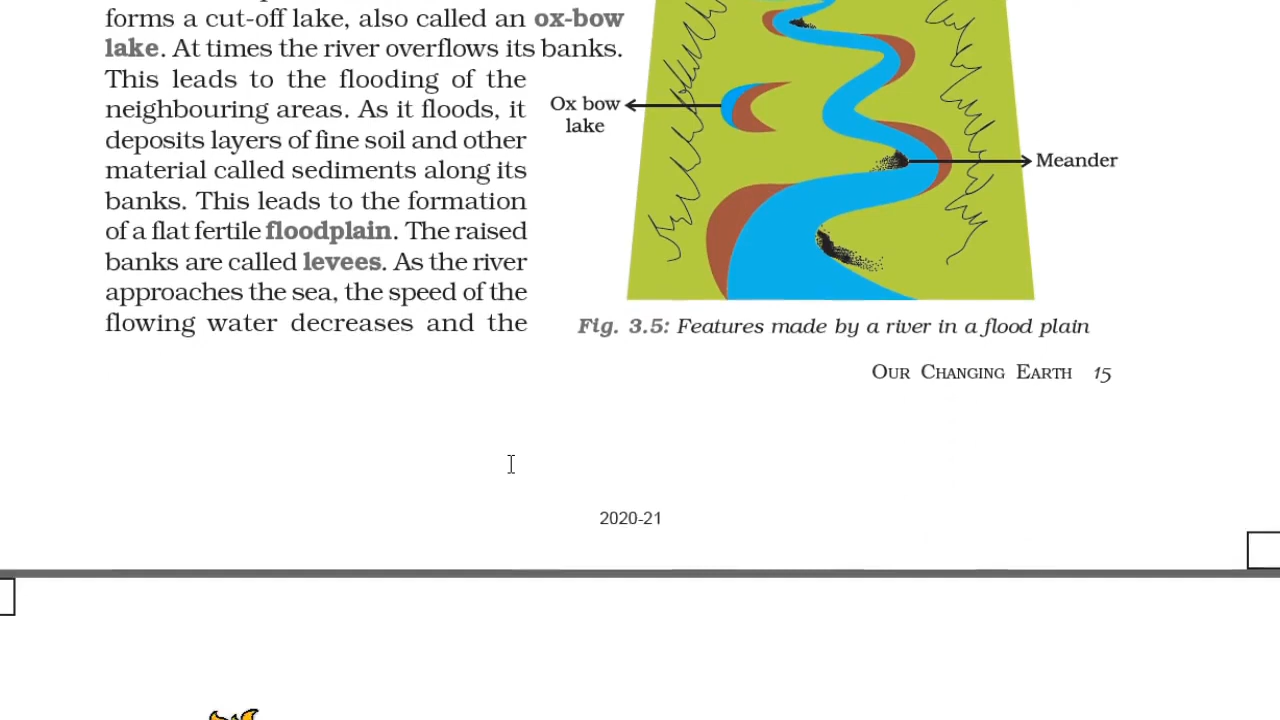 forms a cut-off lake, also called an ox-bow
lake. At times the river overflows its banks.
This leads to the flooding of the
neighbouring areas. As it floods, it
deposits layers of fine soil and other
material called sediments along its
banks. This leads to the formation
of a flat fertile floodplain. The raised
banks are called levees. As the river
approaches the sea, the speed of the
flowing water decreases and the
Ox bow
lake
Meander
Fig. 3.5: Features made by a river in a flood plain
OUR CHANGING EARTH 15
2020-21